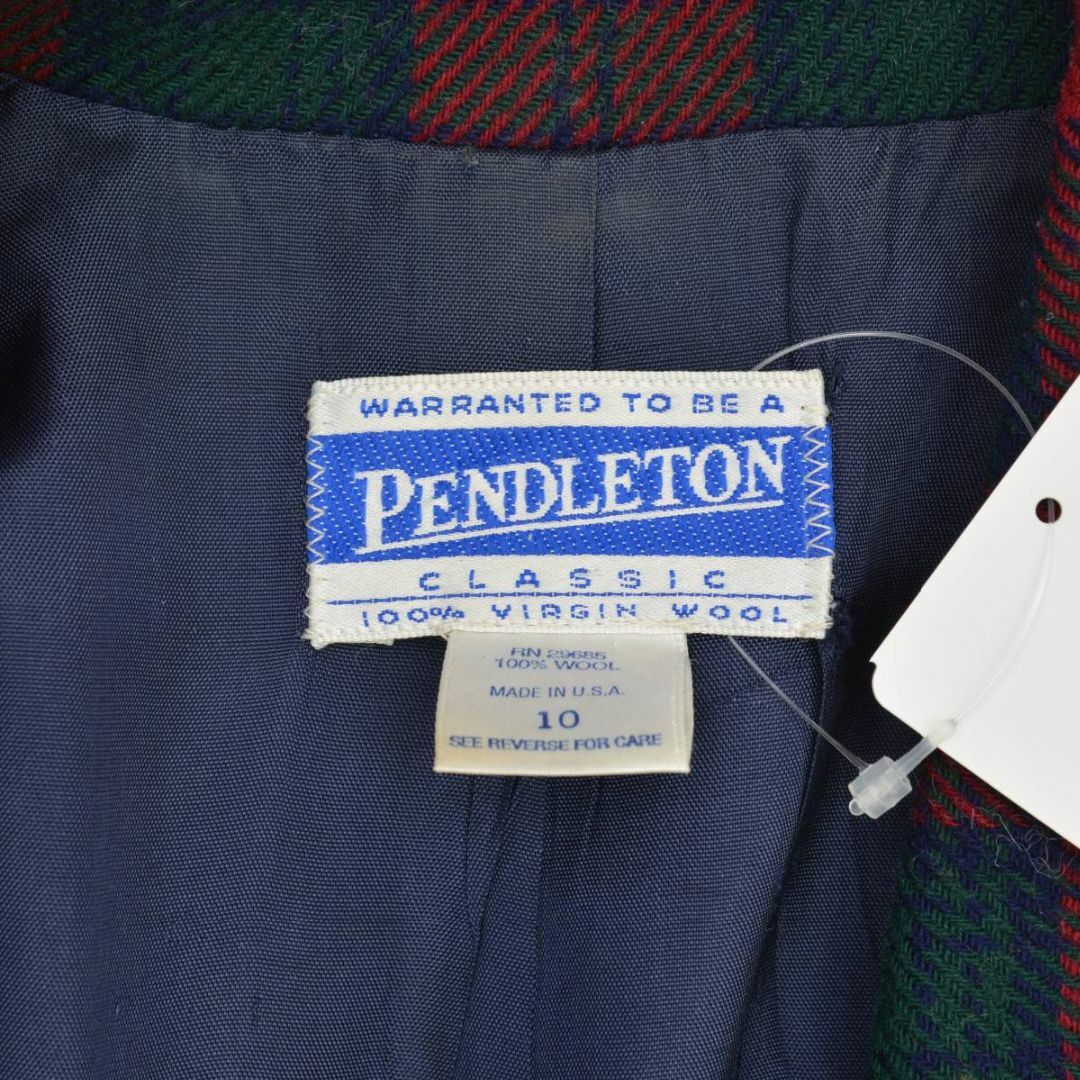 WARRANTED TO BE A
PENDLETON
CLASSIC
100% VIRGIN WOOL
RN 29685
100% WOOL
MADE IN U.S.A.
10
SEE REVERSE FOR CARE